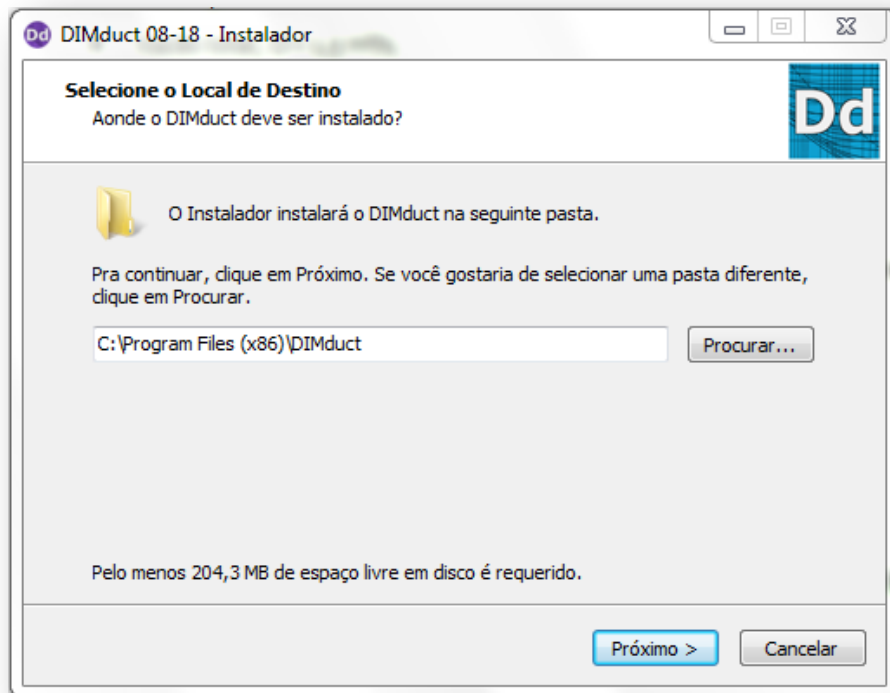 Dd DIMduct 08-18 - Instalador
Selecione o Local de Destino
Aonde o DIMduct deve ser instalado?
Dd
O Instalador instalará o DIMduct na seguinte pasta.
Pra continuar, clique em Próximo. Se você gostaria de selecionar uma pasta diferente,
clique em Procurar.
C:\Program Files (x86)\DIMduct
Procurar...
Pelo menos 204,3 MB de espaço livre em disco é requerido.
Próximo >
Cancelar